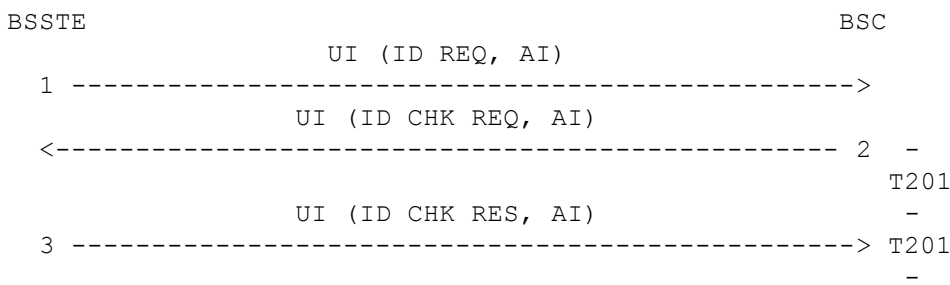 BSSTE BSC
UI (ID REQ, AI)
1 ------------------------------------------------->
UI (ID CHK REQ, AI)
<-------------------------------------------------- 2 -
T201
UI (ID CHK RES, AI) -
3 -------------------------------------------------> T201
-